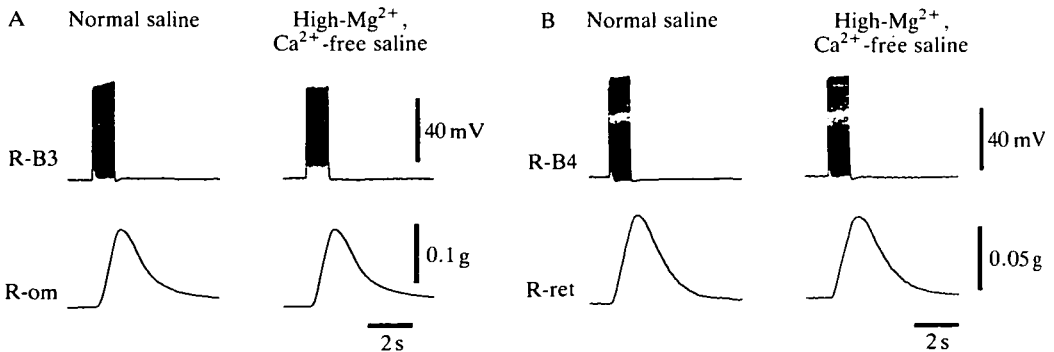 A
Normal saline
High-Mg²⁺,
Ca²⁺-free saline
R-B3
40 mV
R-om
0.1 g
2 s
B
Normal saline
High-Mg²⁺,
Ca²⁺-free saline
R-B4
40 mV
R-ret
0.05 g
2 s